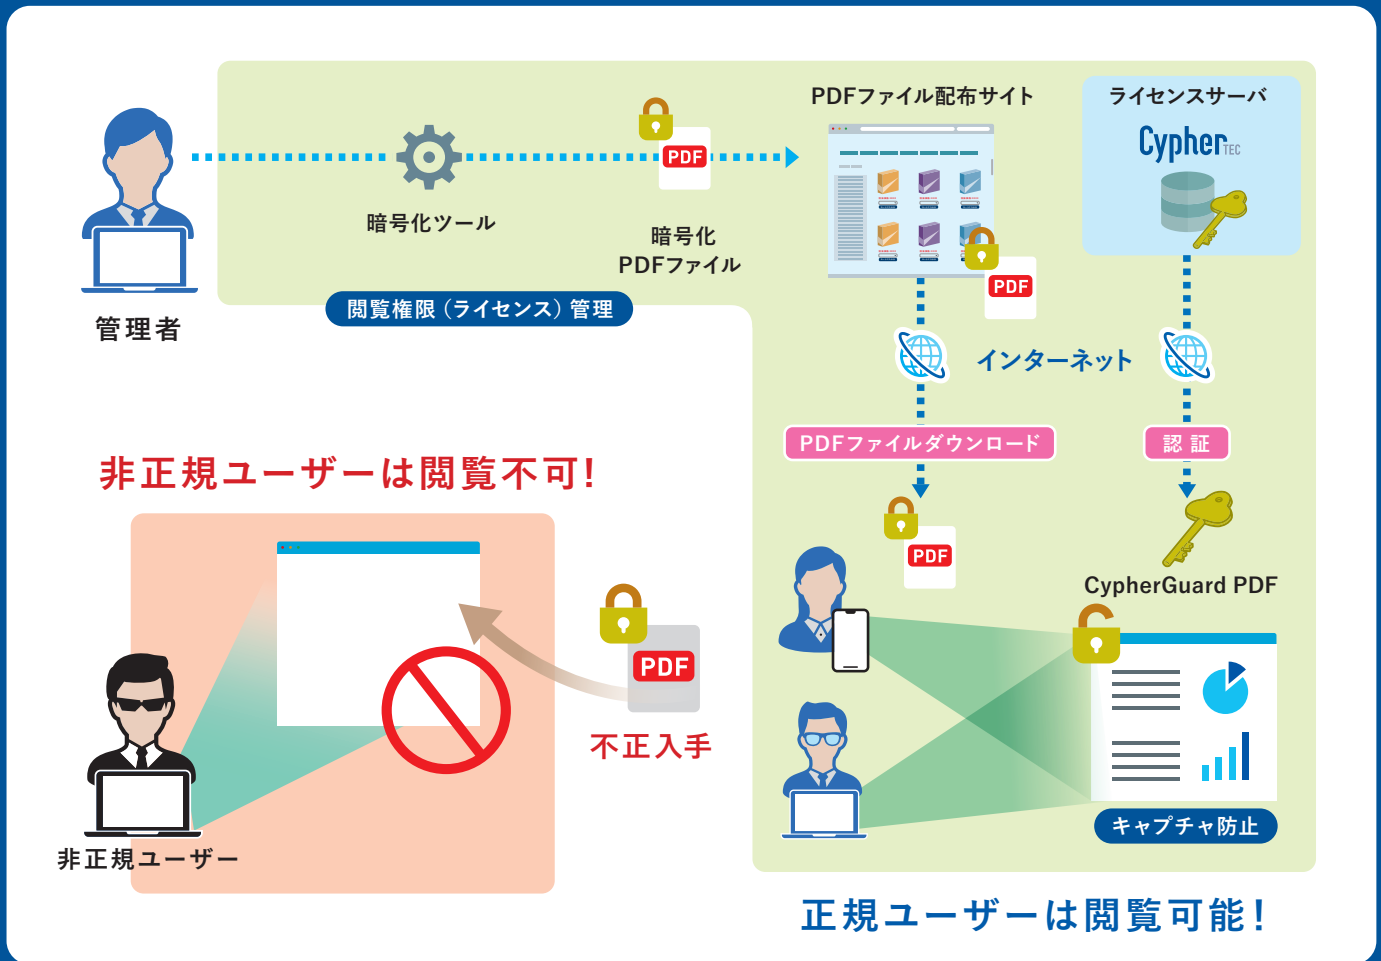 PDFファイル配布サイト
ライセンスサーバ
Cypher TEC
PDF
暗号化ツール
暗号化
PDFファイル
PDF
閲覧権限（ライセンス）管理
管理者
インターネット
PDFファイルダウンロード
認証
非正規ユーザーは閲覧不可！
PDF
CypherGuard PDF
PDF
不正入手
キャプチャ防止
非正規ユーザー
正規ユーザーは閲覧可能！